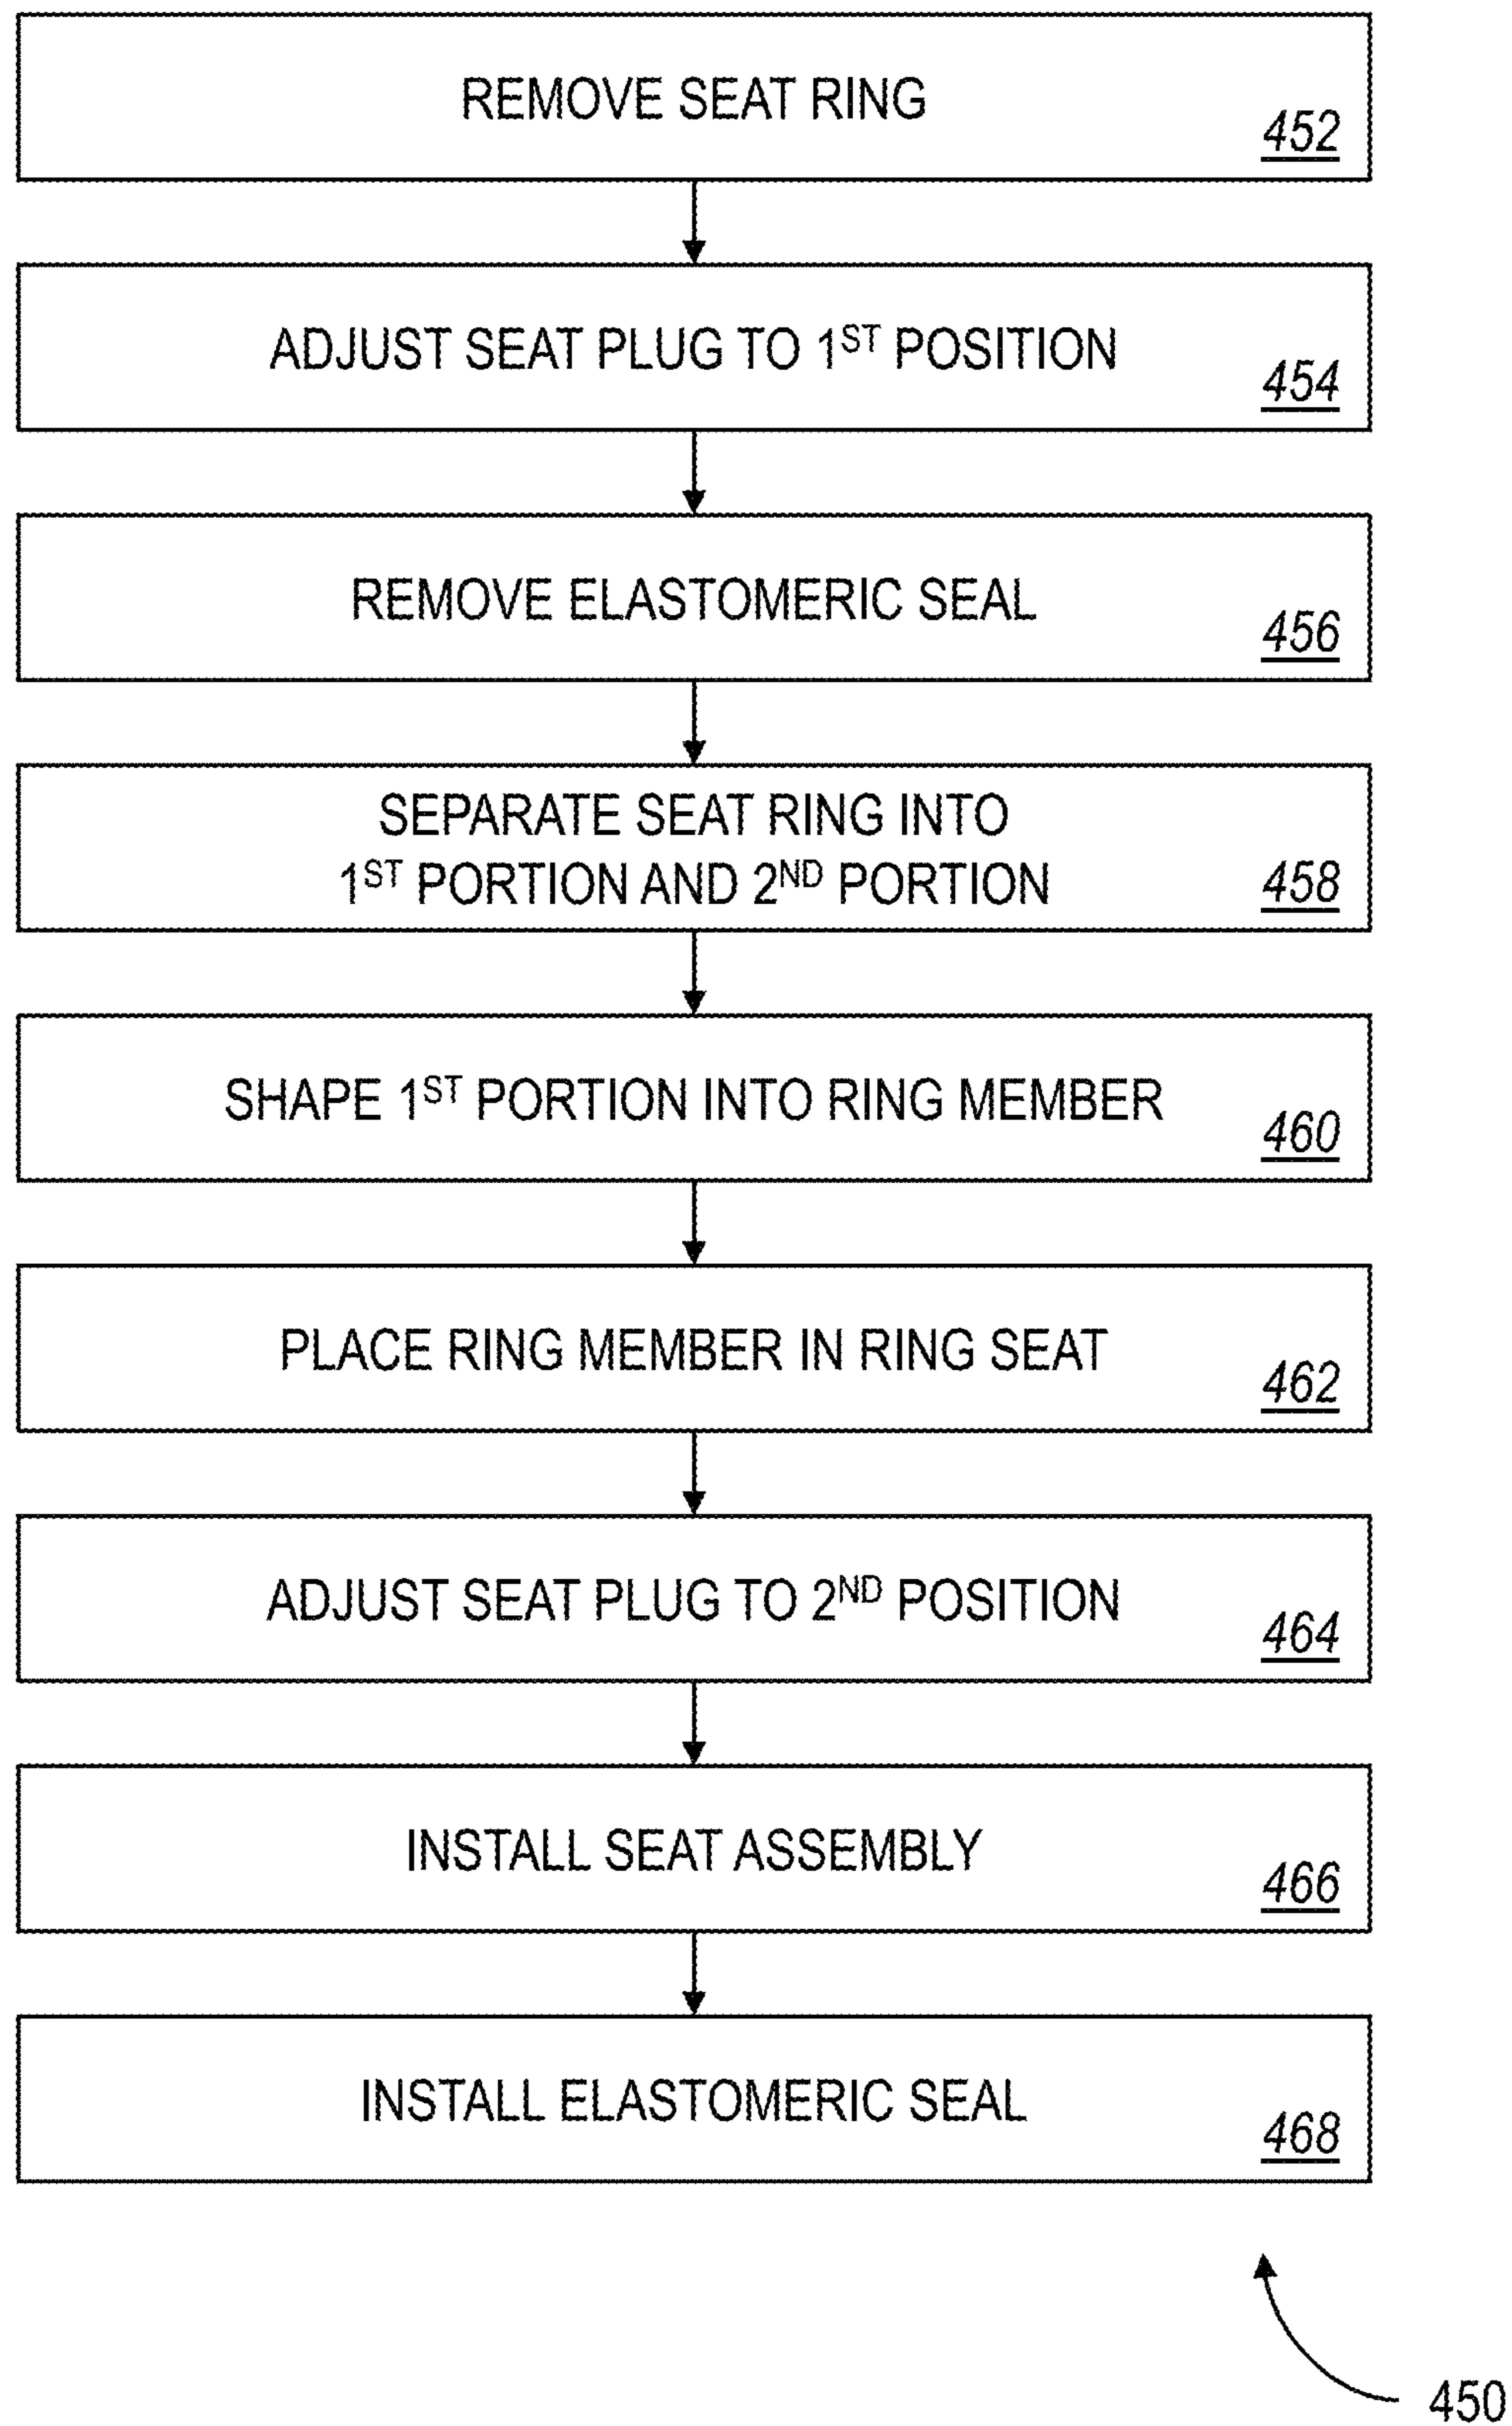 REMOVE SEAT RING
452
ADJUST SEAT PLUG TO 1ST POSITION
454
REMOVE ELASTOMERIC SEAL
456
SEPARATE SEAT RING INTO
1ST PORTION AND 2ND PORTION
458
SHAPE 1ST PORTION INTO RING MEMBER
460
PLACE RING MEMBER IN RING SEAT
462
ADJUST SEAT PLUG TO 2ND POSITION
464
INSTALL SEAT ASSEMBLY
466
INSTALL ELASTOMERIC SEAL
468
450